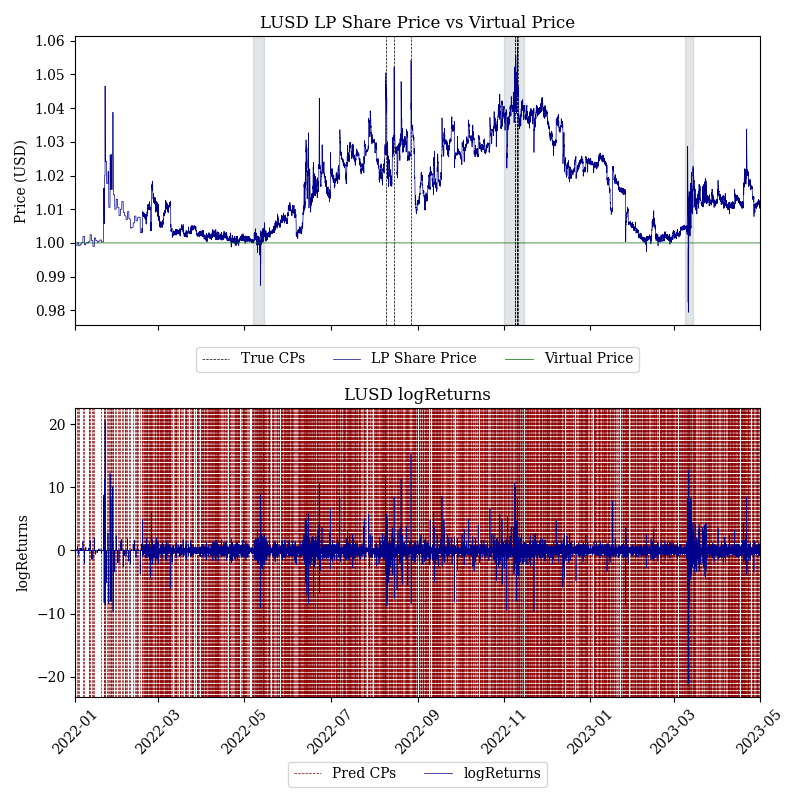 LUSD LP Share Price vs Virtual Price
Price (USD)
1.06
1.05
1.04
1.03
1.02
1.01
1.00
0.99
0.98
True CPs LP Share Price Virtual Price
LUSD logReturns
logReturns
20
10
0
−10
−20
2022-01 2022-03 2022-05 2022-07 2022-09 2022-11 2023-01 2023-03 2023-05
Pred CPs logReturns